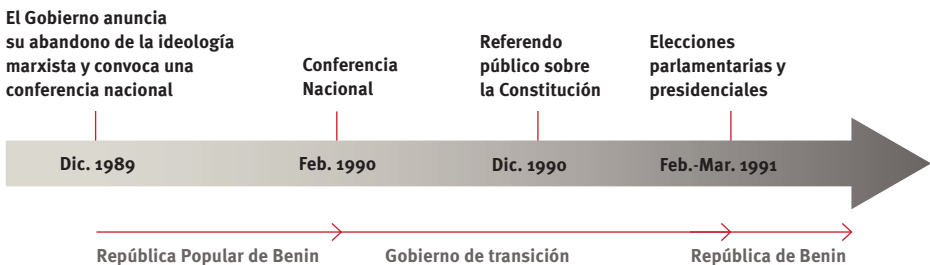 El Gobierno anuncia
su abandono de la ideología
marxista y convoca una
conferencia nacional
Conferencia
Nacional
Referendo
público sobre
la Constitución
Elecciones
parlamentarias y
presidenciales
Dic. 1989
Feb. 1990
Dic. 1990
Feb.-Mar. 1991
República Popular de Benin
Gobierno de transición
República de Benin